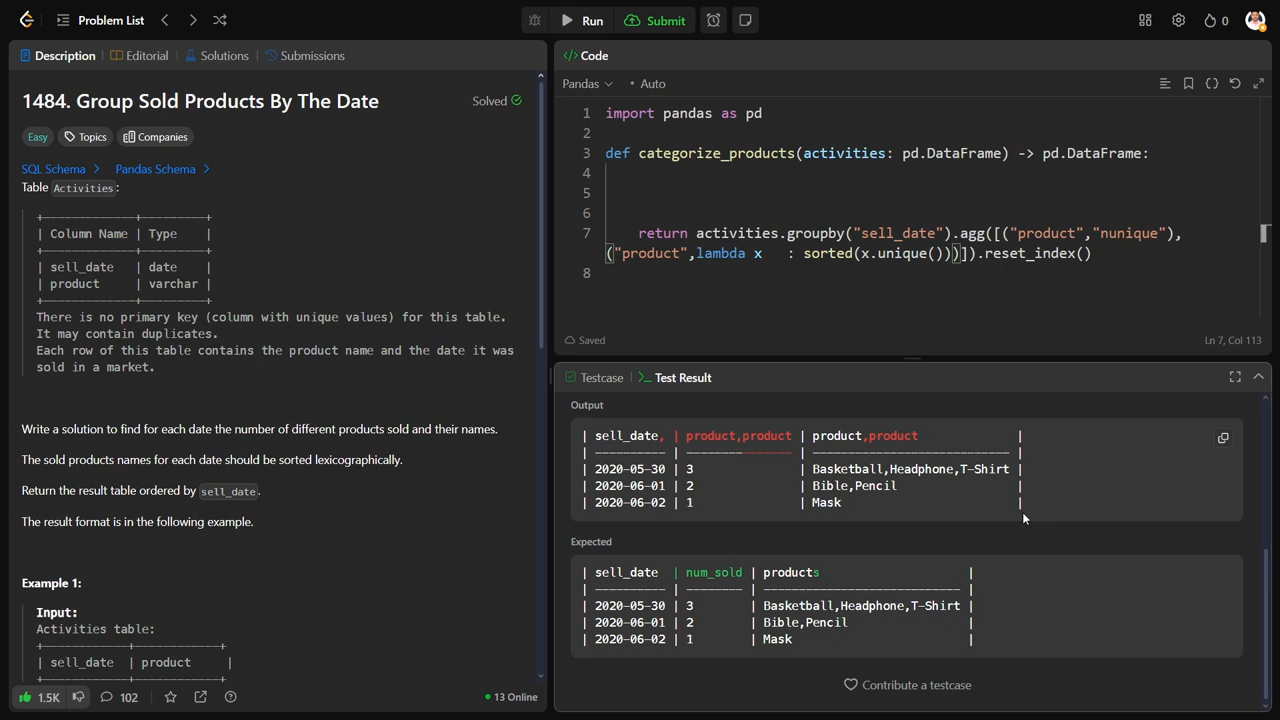 Problem List
Run
Submit
0
Description
Editorial
Solutions
Submissions
1484. Group Sold Products By The Date
Solved
Easy
Topics
Companies
SQL Schema >
Pandas Schema >
Table Activities:
+-------------+---------+
| Column Name | Type    |
+-------------+---------+
| sell_date   | date    |
| product     | varchar |
+-------------+---------+
There is no primary key (column with unique values) for this table.
It may contain duplicates.
Each row of this table contains the product name and the date it was
sold in a market.
Write a solution to find for each date the number of different products sold and their names.
The sold products names for each date should be sorted lexicographically.
Return the result table ordered by sell_date.
The result format is in the following example.
Example 1:
Input:
Activities table:
+------------+------------+
| sell_date  | product     |
+------------+------------+
1.5K
102
13 Online
</> Code
Pandas
• Auto
1 import pandas as pd
2
3 def categorize_products(activities: pd.DataFrame) -> pd.DataFrame:
4
5
6
7     return activities.groupby("sell_date").agg([("product","nunique"),
("product",lambda x   : sorted(x.unique()))]).reset_index()
8
Saved
Ln 7, Col 113
Testcase
>_ Test Result
Output
| sell_date, | product,product | product,product           |
| ---------- | --------------- | ------------------------- |
| 2020-05-30 | 3               | Basketball,Headphone,T-Shirt |
| 2020-06-01 | 2               | Bible,Pencil              |
| 2020-06-02 | 1               | Mask                      |
Expected
| sell_date  | num_sold | products                     |
| ---------- | -------- | ---------------------------- |
| 2020-05-30 | 3        | Basketball,Headphone,T-Shirt |
| 2020-06-01 | 2        | Bible,Pencil                 |
| 2020-06-02 | 1        | Mask                         |
Contribute a testcase